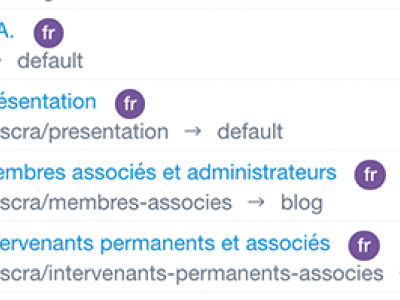 A. fr
→ default
ésentation fr
scra/presentation → default
embres associés et administrateurs fr
scra/membres-associes → blog
ervenants permanents et associés fr
scra/intervenants-permanents-associes